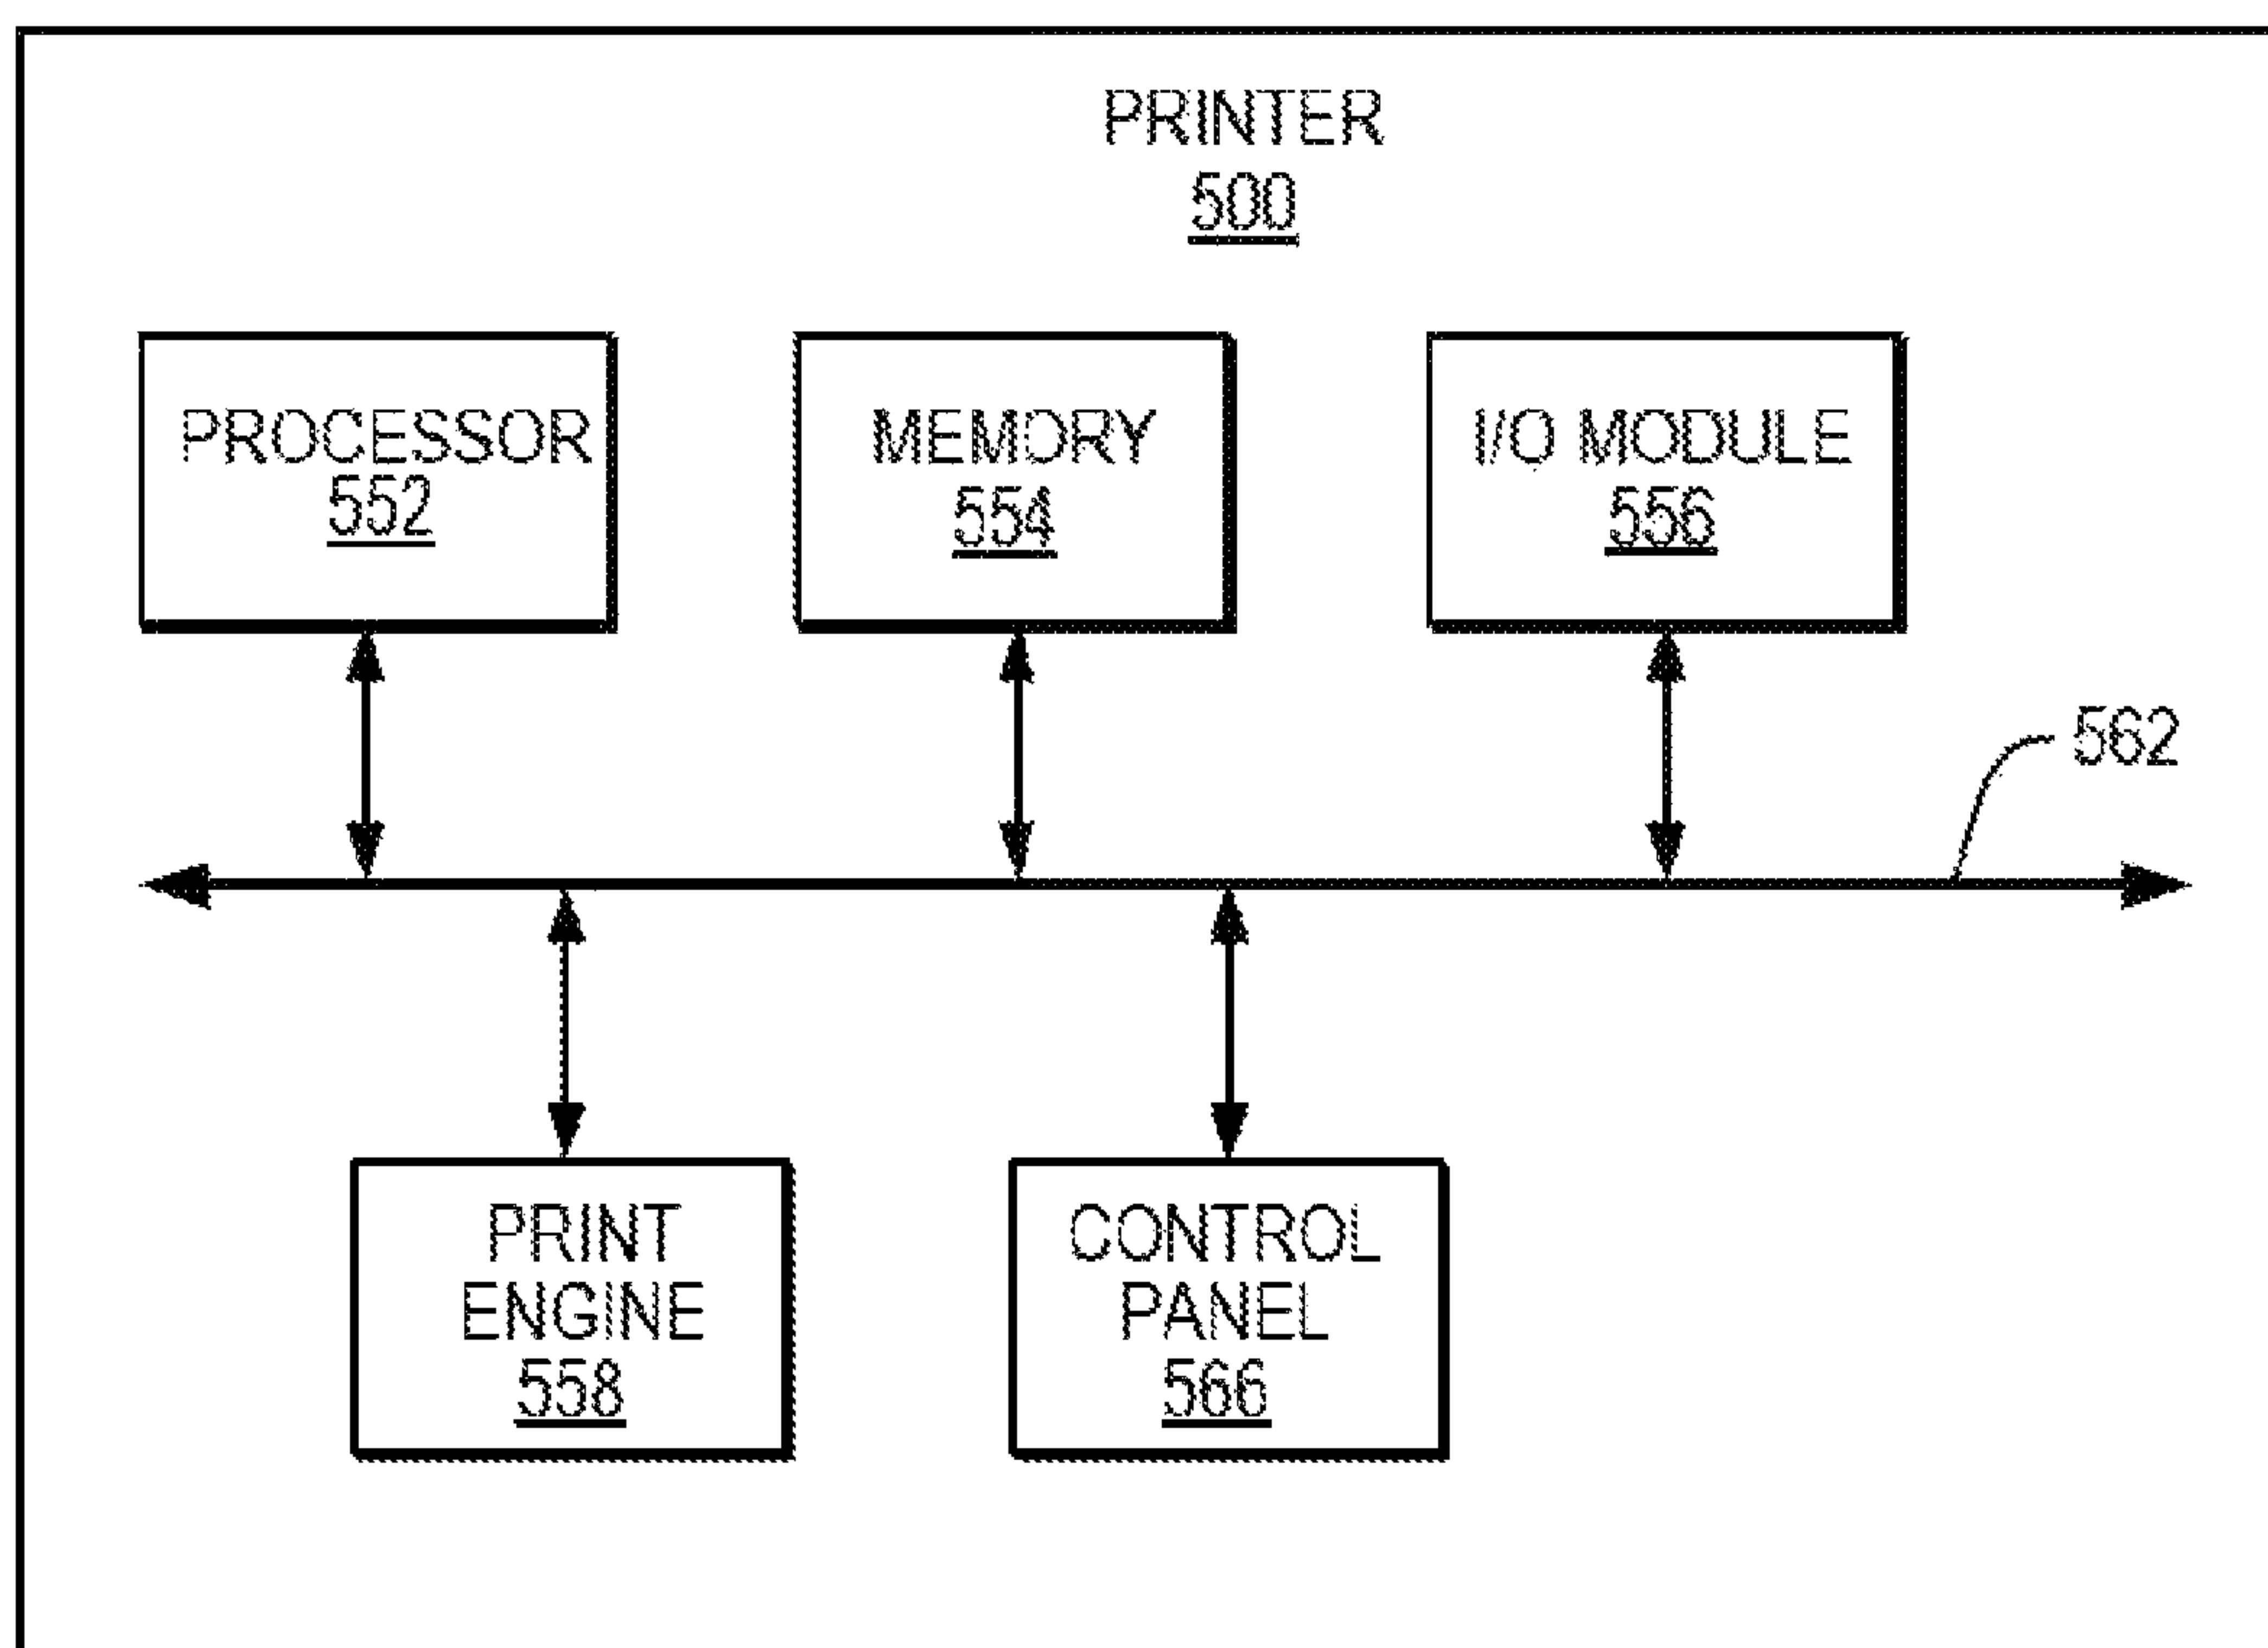 PRINTER
500
PROCESSOR
552
MEMORY
554
I/O MODULE
556
562
PRINT
ENGINE
558
CONTROL
PANEL
566